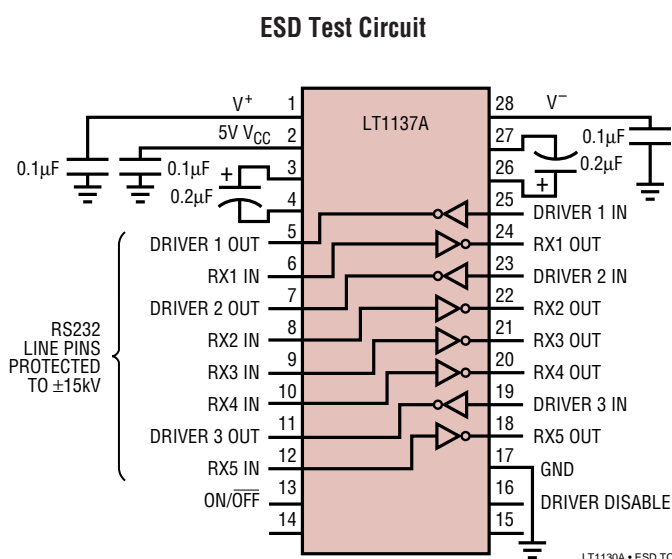 ESD Test Circuit
V+ 1 LT1137A 28 V−
5V VCC 2 27 0.1µF
0.1µF 0.1µF + 3 26 + 0.2µF
0.2µF 4 25 DRIVER 1 IN
DRIVER 1 OUT 5 24 RX1 OUT
RX1 IN 6 23 DRIVER 2 IN
DRIVER 2 OUT 7 22 RX2 OUT
RX2 IN 8 21 RX3 OUT
RX3 IN 9 20 RX4 OUT
RX4 IN 10 19 DRIVER 3 IN
DRIVER 3 OUT 11 18 RX5 OUT
RX5 IN 12 17 GND
ON/OFF 13 16 DRIVER DISABLE
14 15
RS232
LINE PINS
PROTECTED
TO ±15kV
LT1130A • ESD TC